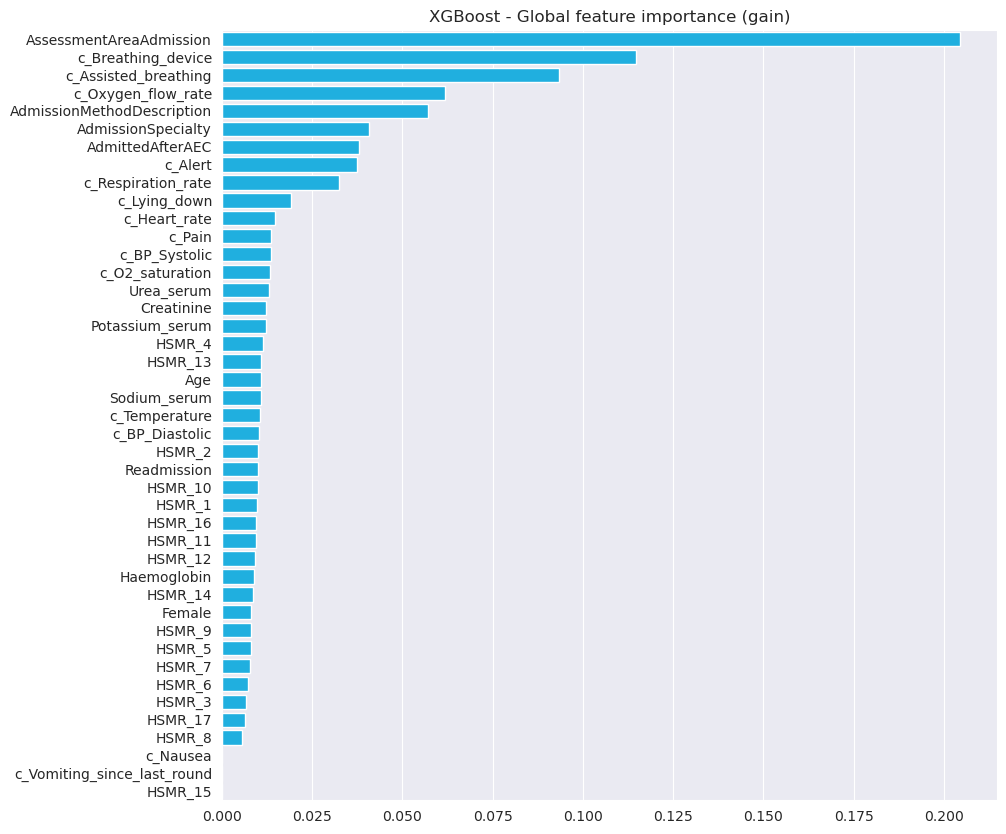 XGBoost - Global feature importance (gain)
AssessmentAreaAdmission
c_Breathing_device
c_Assisted_breathing
c_Oxygen_flow_rate
AdmissionMethodDescription
AdmissionSpecialty
AdmittedAfterAEC
c_Alert
c_Respiration_rate
c_Lying_down
c_Heart_rate
c_Pain
c_BP_Systolic
c_O2_saturation
Urea_serum
Creatinine
Potassium_serum
HSMR_4
HSMR_13
Age
Sodium_serum
c_Temperature
c_BP_Diastolic
HSMR_2
Readmission
HSMR_10
HSMR_1
HSMR_16
HSMR_11
HSMR_12
Haemoglobin
HSMR_14
Female
HSMR_9
HSMR_5
HSMR_7
HSMR_6
HSMR_3
HSMR_17
HSMR_8
c_Nausea
c_Vomiting_since_last_round
HSMR_15
0.000 0.025 0.050 0.075 0.100 0.125 0.150 0.175 0.200